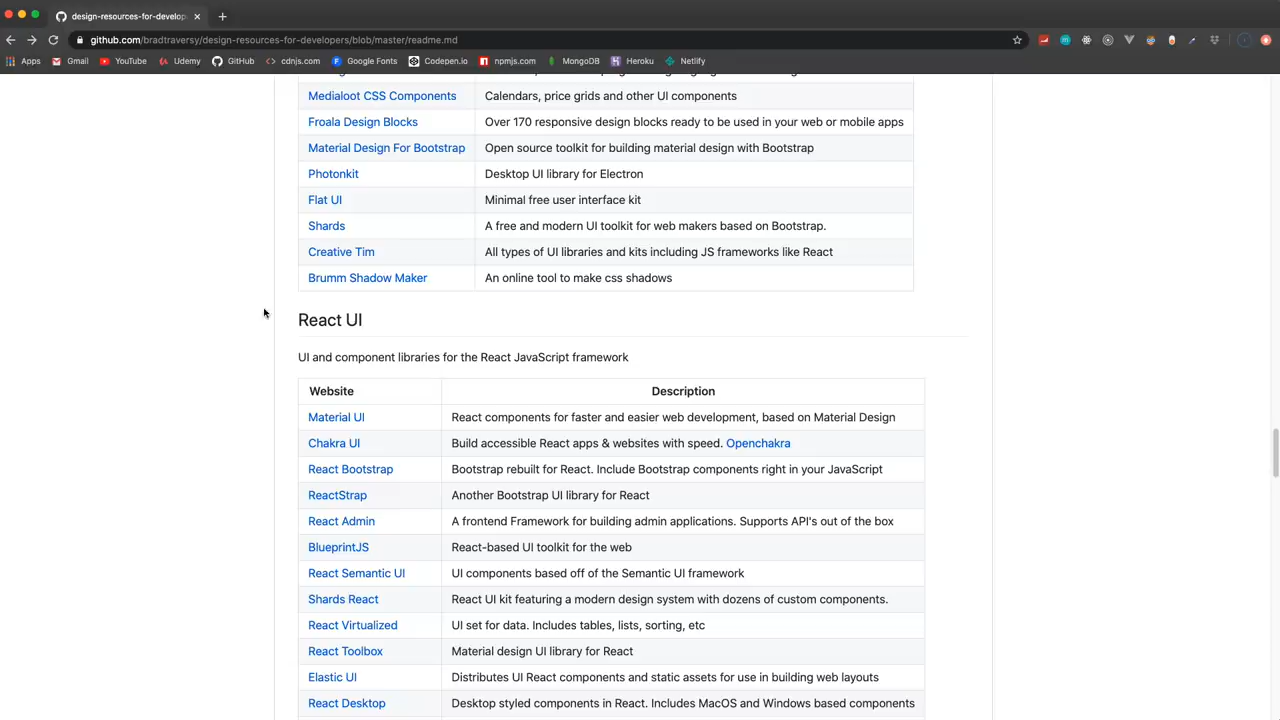 design-resources-for-develop
github.com/bradtraversy/design-resources-for-developers/blob/master/readme.md
Apps Gmail YouTube Udemy GitHub cdnjs.com Google Fonts Codepen.io npmjs.com MongoDB Heroku Netlify
Medialoot CSS Components Calendars, price grids and other UI components
Froala Design Blocks Over 170 responsive design blocks ready to be used in your web or mobile apps
Material Design For Bootstrap Open source toolkit for building material design with Bootstrap
Photonkit Desktop UI library for Electron
Flat UI Minimal free user interface kit
Shards A free and modern UI toolkit for web makers based on Bootstrap.
Creative Tim All types of UI libraries and kits including JS frameworks like React
Brumm Shadow Maker An online tool to make css shadows
React UI
UI and component libraries for the React JavaScript framework
Website Description
Material UI React components for faster and easier web development, based on Material Design
Chakra UI Build accessible React apps & websites with speed. Openchakra
React Bootstrap Bootstrap rebuilt for React. Include Bootstrap components right in your JavaScript
ReactStrap Another Bootstrap UI library for React
React Admin A frontend Framework for building admin applications. Supports API's out of the box
BlueprintJS React-based UI toolkit for the web
React Semantic UI UI components based off of the Semantic UI framework
Shards React React UI kit featuring a modern design system with dozens of custom components.
React Virtualized UI set for data. Includes tables, lists, sorting, etc
React Toolbox Material design UI library for React
Elastic UI Distributes UI React components and static assets for use in building web layouts
React Desktop Desktop styled components in React. Includes MacOS and Windows based components